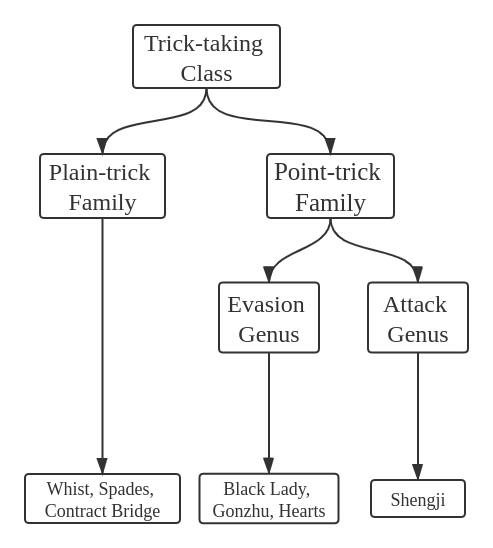 Trick-taking
Class
Plain-trick
Family
Point-trick
Family
Evasion
Genus
Attack
Genus
Whist, Spades,
Contract Bridge
Black Lady,
Gonzhu, Hearts
Shengji